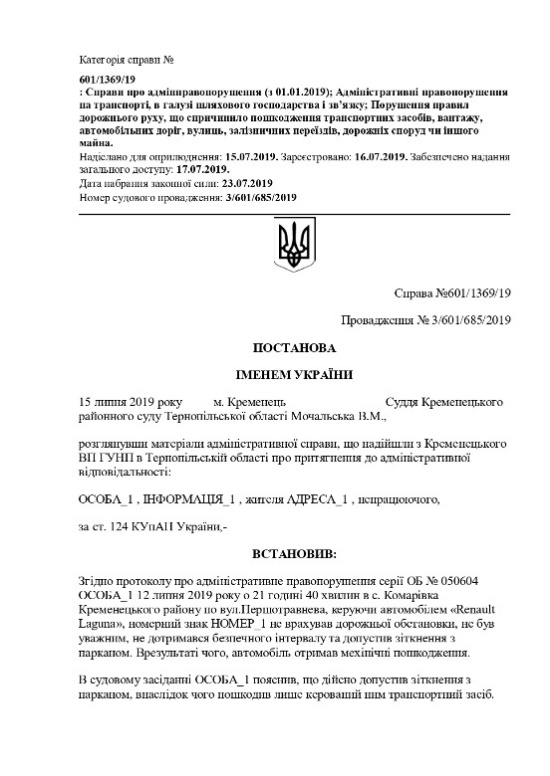 Категорія справи №
601/1369/19
: Справи про адмінправопорушення (з 01.01.2019); Адміністративні правопорушення
на транспорті, в галузі шляхового господарства і зв'язку; Порушення правил
дорожнього руху, що спричинило пошкодження транспортних засобів, вантажу,
автомобільних доріг, вулиць, залізничних переїздів, дорожніх споруд чи іншого
майна.
Надіслано для оприлюднення: 15.07.2019. Зареєстровано: 16.07.2019. Забезпечено надання
загального доступу: 17.07.2019.
Дата набрання законної сили: 23.07.2019
Номер судового провадження: 3/601/685/2019
Справа №601/1369/19
Провадження № 3/601/685/2019
ПОСТАНОВА
ІМЕНЕМ УКРАЇНИ
15 липня 2019 року м. Кременець Суддя Кременецького
районного суду Тернопільської області Мочальська В.М.,
розглянувши матеріали адміністративної справи, що надійшли з Кременецького
ВП ГУНП в Тернопільській області про притягнення до адміністративної
відповідальності:
ОСОБА_1 , ІНФОРМАЦІЯ_1 , жителя АДРЕСА_1 , непрацюючого,
за ст. 124 КУпАП України,-
ВСТАНОВИВ:
Згідно протоколу про адміністративне правопорушення серії ОБ № 050604
ОСОБА_1 12 липня 2019 року о 21 годині 40 хвилин в с. Комарівка
Кременецького району по вул.Першотравнева, керуючи автомобілем «Renault
Laguna», номерний знак НОМЕР_1 не врахував дорожньої обстановки, не був
уважним, не дотримався безпечного інтервалу та допустив зіткнення з
парканом. Врезультаті чого, автомобіль отримав механічні пошкодження.
В судовому засіданні ОСОБА_1 пояснив, що дійсно допустив зіткнення з
парканом, внаслідок чого пошкодив лише керований ним транспортний засіб.